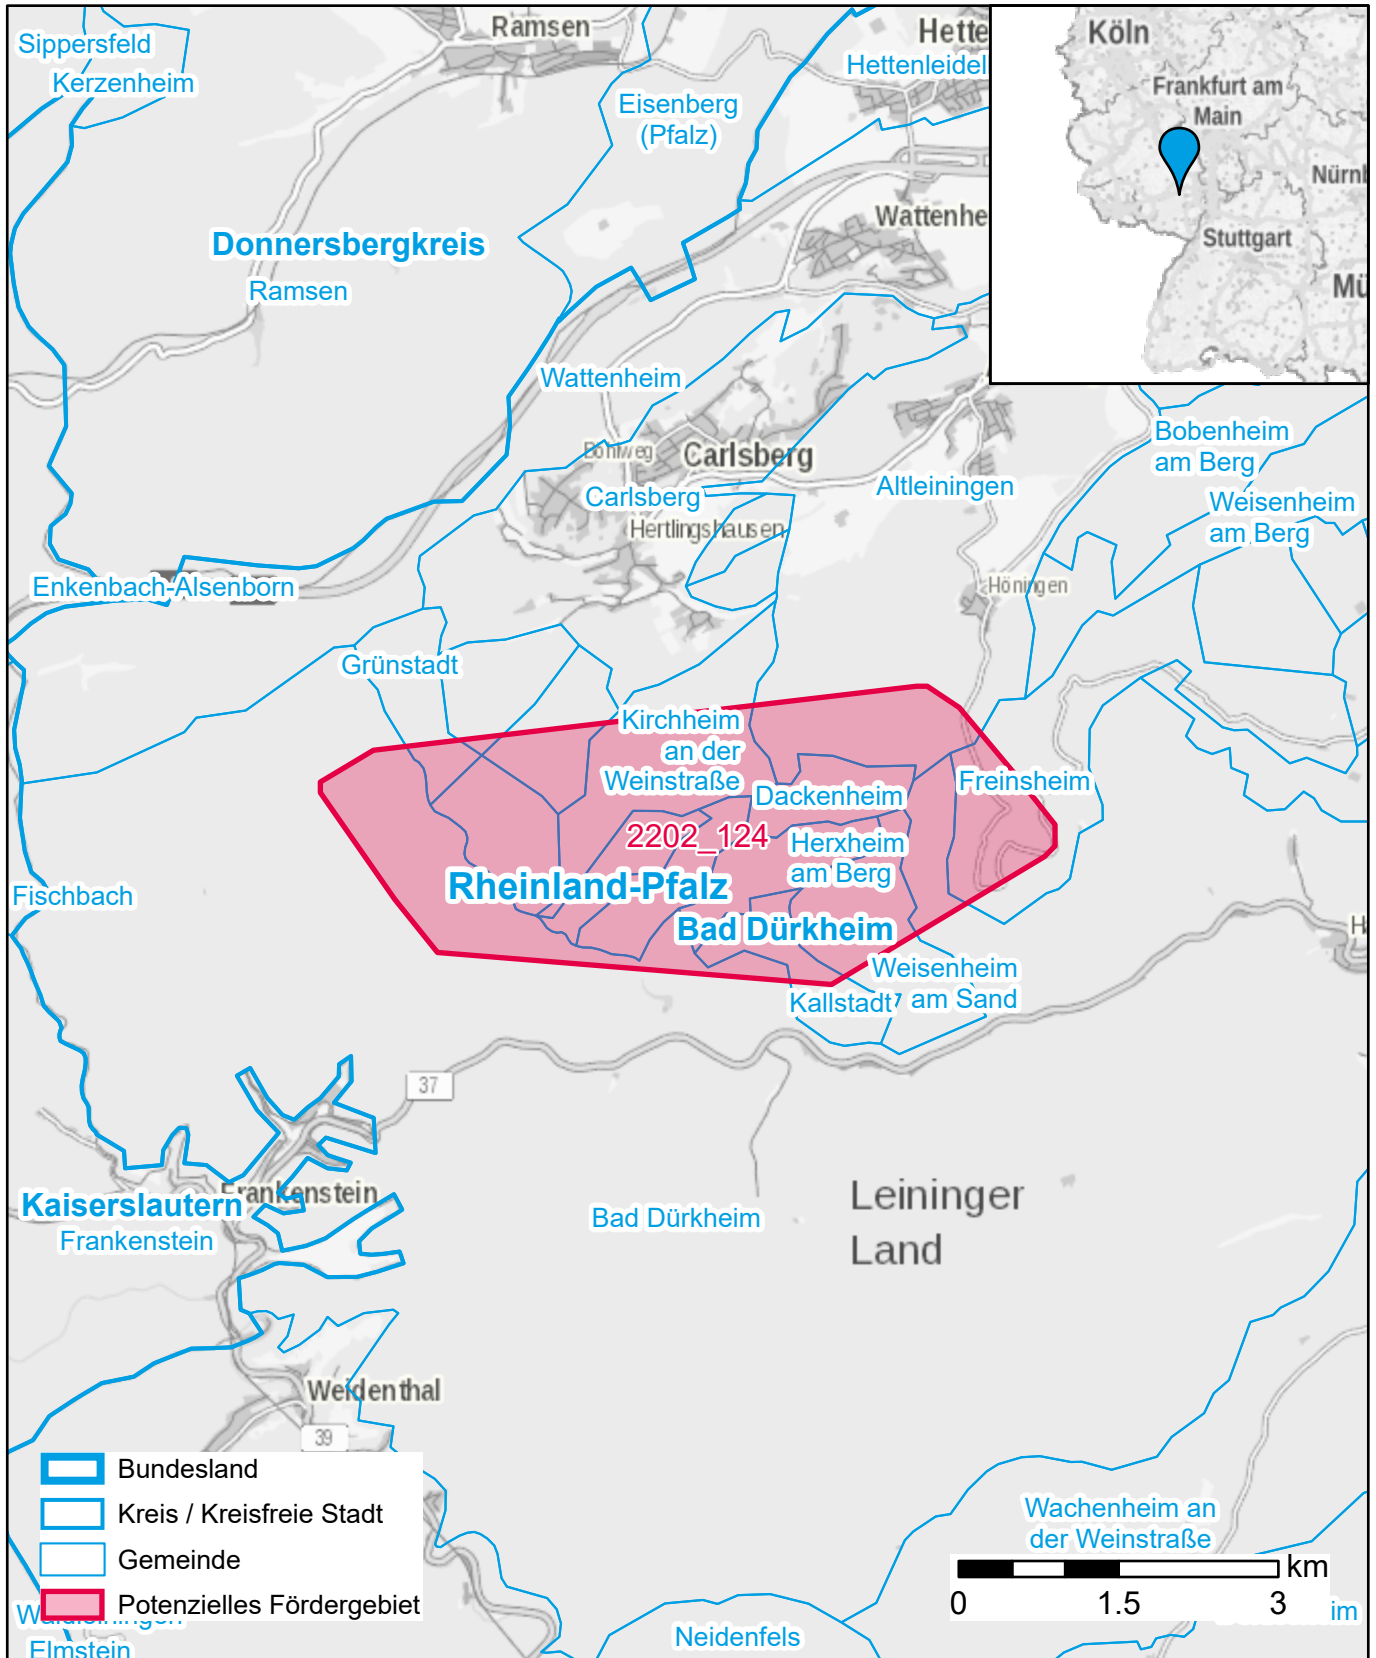 Sippersfeld
Kerzenheim
Ramsen
Eisenberg
(Pfalz)
Hette
Hettenleidel
Köln
Frankfurt am
Main
Nürn
Stuttgart
Mü
Donnersbergkreis
Ramsen
Wattenhe
Wattenheim
Carlsberg
Carlsberg
Hertlingshausen
Altleiningen
Bobenheim
am Berg
Weisenheim
am Berg
Enkenbach-Alsenborn
Höningen
Grünstadt
Kirchheim
an der
Weinstraße
Dackenheim
Freinsheim
2202_124
Herxheim
am Berg
Rheinland-Pfalz
Bad Dürkheim
Fischbach
Weisenheim
am Sand
Kallstadt
37
Kaiserslautern
Frankenstein
Frankenstein
Bad Dürkheim
Leininger
Land
Weidenthal
39
Bundesland
Kreis / Kreisfreie Stadt
Gemeinde
Potenzielles Fördergebiet
Elmstein
Neidenfels
Wachenheim an
der Weinstraße
km
0 1.5 3
im